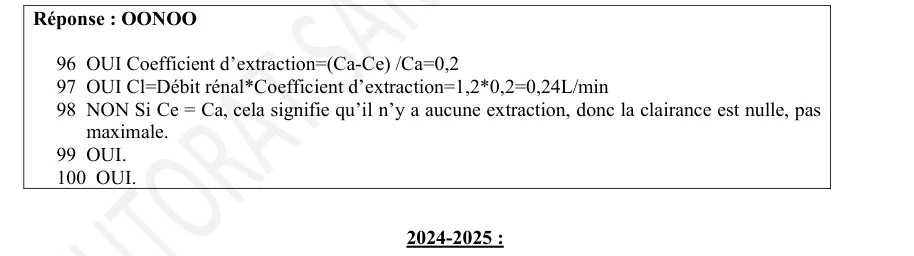 Réponse : OONOO
96 OUI Coefficient d’extraction=(Ca-Ce) /Ca=0,2
97 OUI Cl=Débit rénal*Coefficient d’extraction=1,2*0,2=0,24L/min
98 NON Si Ce = Ca, cela signifie qu’il n’y a aucune extraction, donc la clairance est nulle, pas
maximale.
99 OUI.
100 OUI.
2024-2025 :